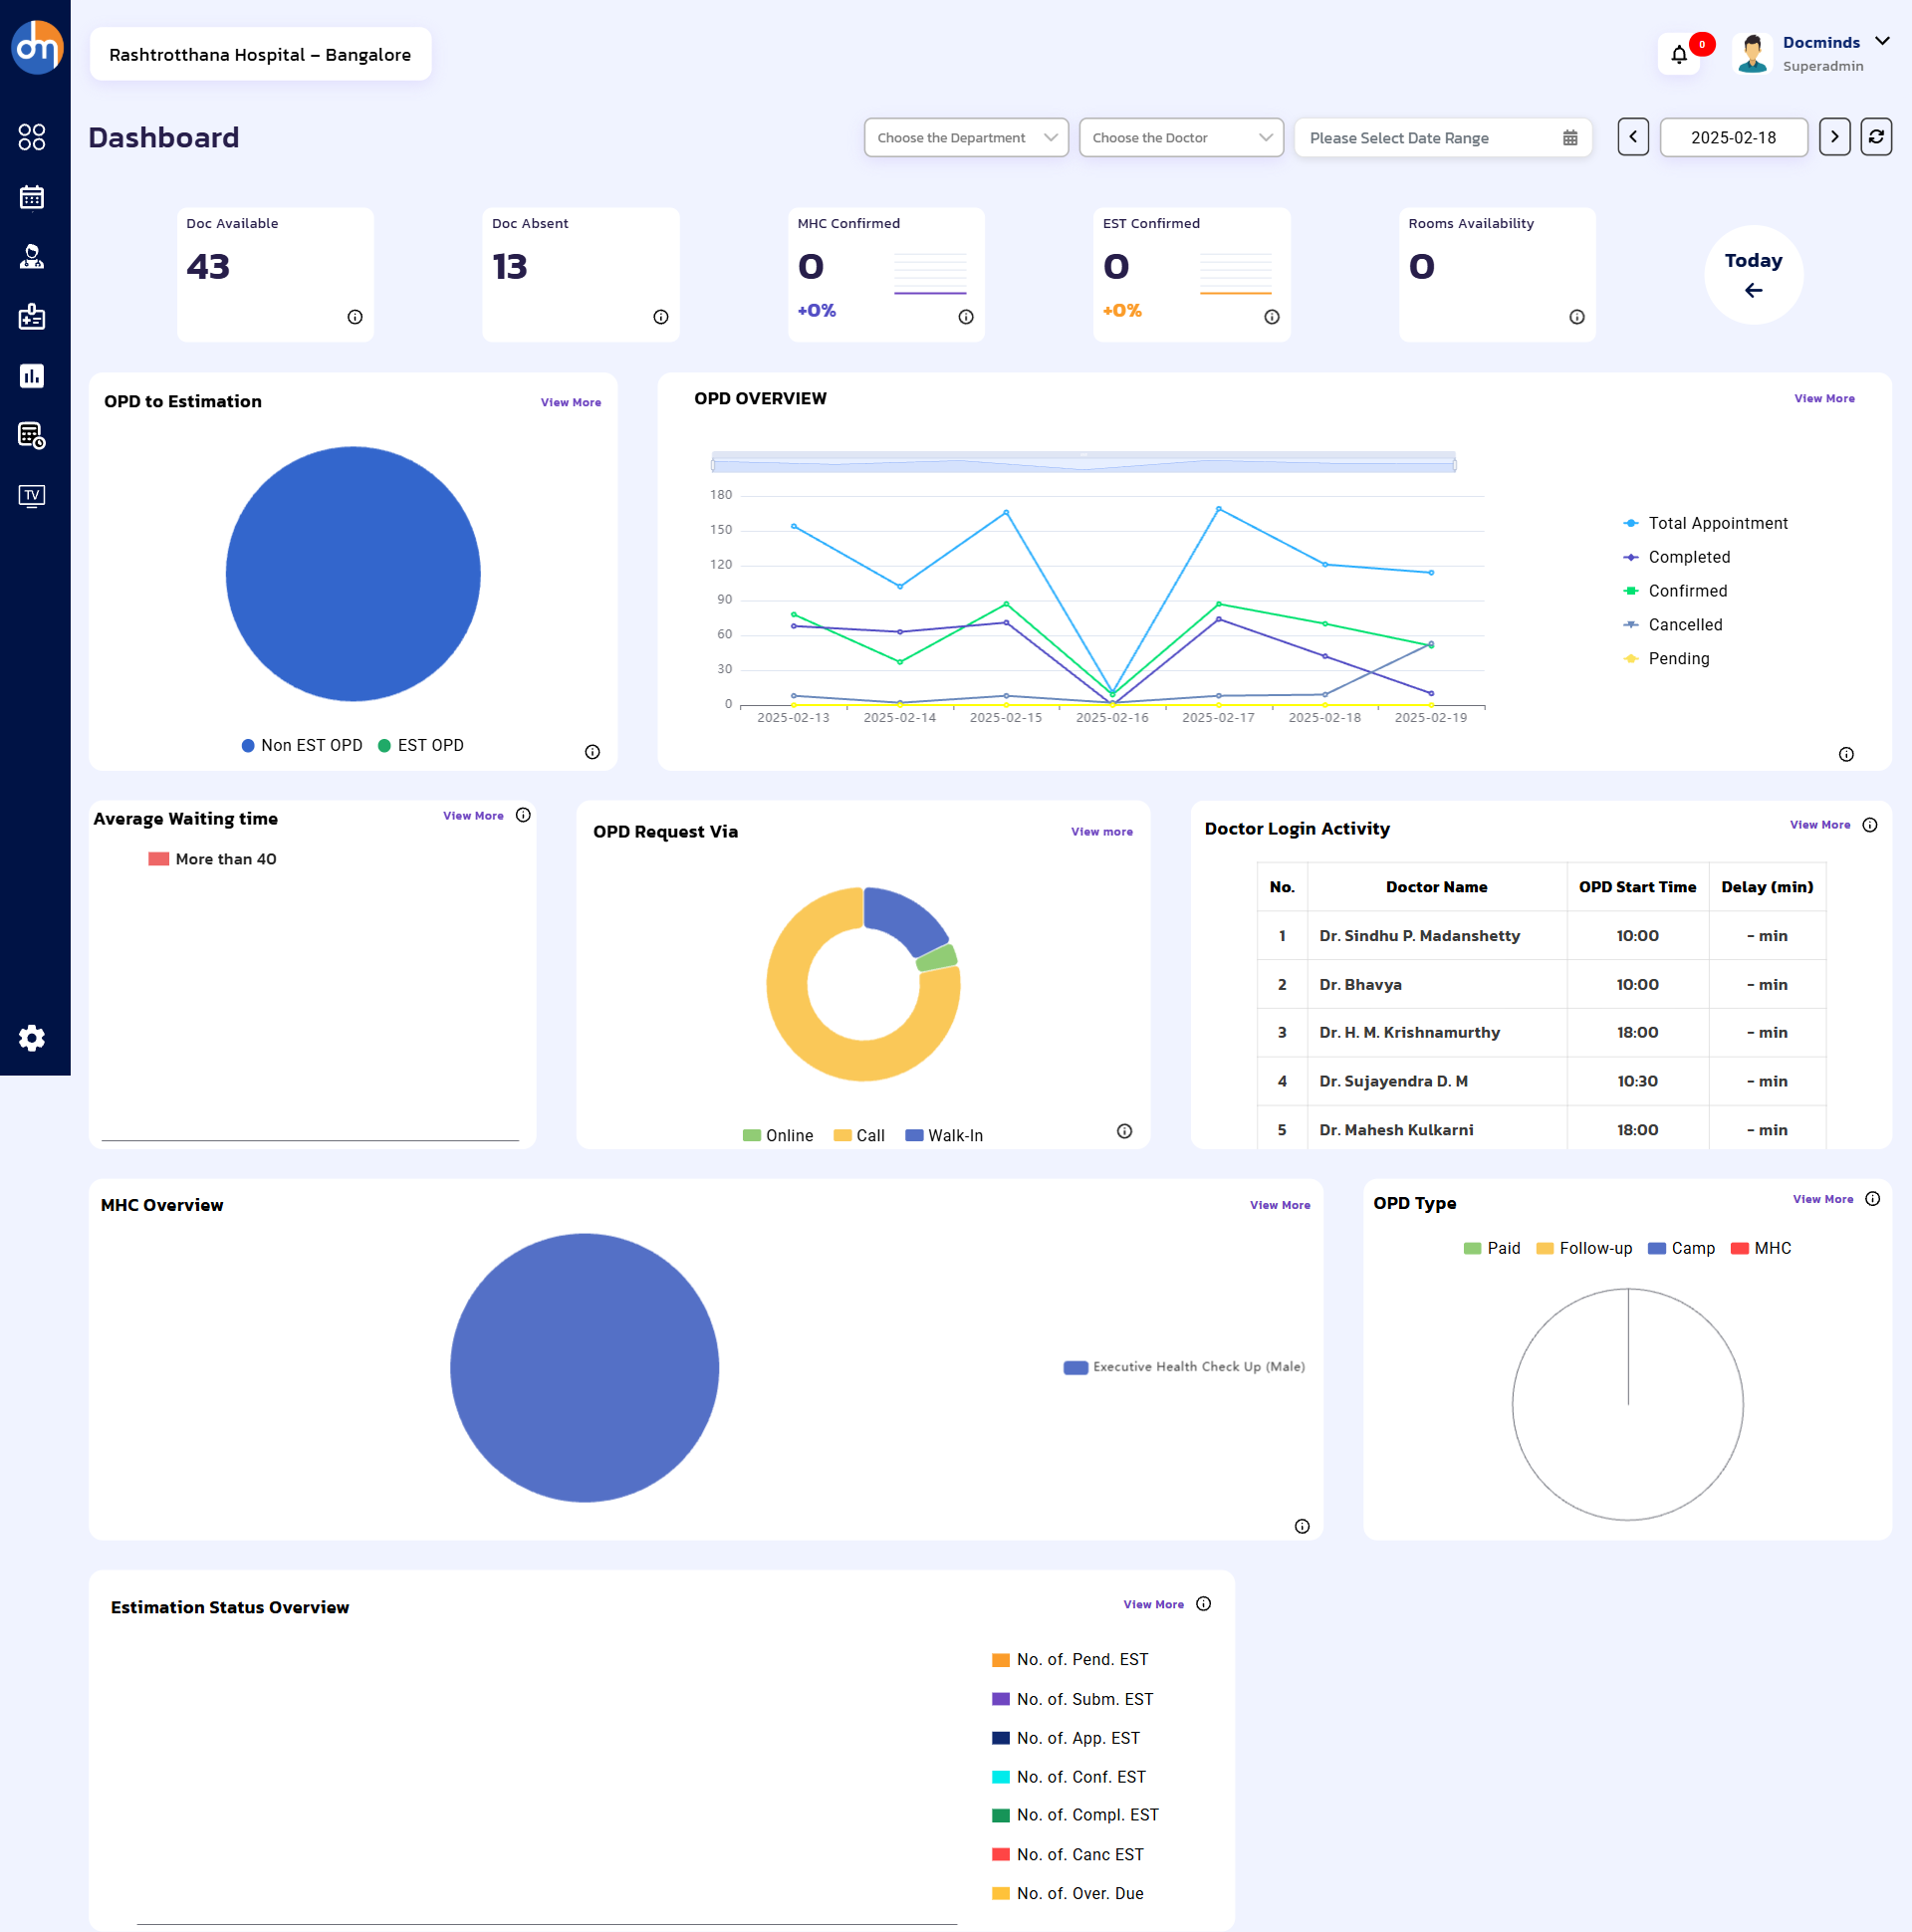 dm
Rashtrotthana Hospital – Bangalore
0
Docminds
Superadmin
Dashboard
Choose the Department
Choose the Doctor
Please Select Date Range
2025-02-18
Doc Available
43
Doc Absent
13
MHC Confirmed
0
+0%
EST Confirmed
0
+0%
Rooms Availability
0
Today
TV
OPD to Estimation
View More
Non EST OPD
EST OPD
OPD OVERVIEW
View More
180
150
120
90
60
30
0
2025-02-13 2025-02-14 2025-02-15 2025-02-16 2025-02-17 2025-02-18 2025-02-19
Total Appointment
Completed
Confirmed
Cancelled
Pending
Average Waiting time
View More
More than 40
OPD Request Via
View more
Online Call Walk-In
Doctor Login Activity
View More
No. Doctor Name OPD Start Time Delay (min)
1 Dr. Sindhu P. Madanshetty 10:00 - min
2 Dr. Bhavya 10:00 - min
3 Dr. H. M. Krishnamurthy 18:00 - min
4 Dr. Sujayendra D. M 10:30 - min
5 Dr. Mahesh Kulkarni 18:00 - min
MHC Overview
View More
Executive Health Check Up (Male)
OPD Type
View More
Paid Follow-up Camp MHC
Estimation Status Overview
View More
No. of. Pend. EST
No. of. Subm. EST
No. of. App. EST
No. of. Conf. EST
No. of. Compl. EST
No. of. Canc EST
No. of. Over. Due